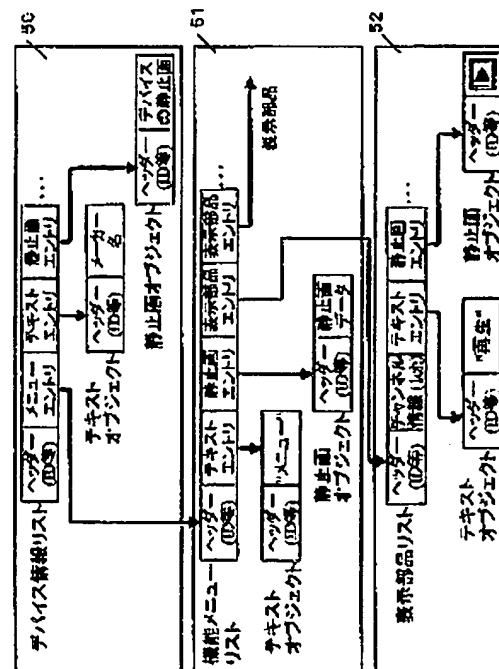 50
デバイス情報リスト
ヘッダー
(ID等)
メニュー
エントリ
テキスト
エントリ
静止画
エントリ
...
ヘッダー
(ID等)
メーカー
名
テキスト
オブジェクト
ヘッダー
(ID等)
デバイス
の静止画
静止画オブジェクト
51
機能メニュー
リスト
ヘッダー
(ID等)
テキスト
エントリ
静止画
エントリ
表示部品
エントリ
表示部品
エントリ
...
表示部品
ヘッダー
(ID等)
"メニュー"
テキスト
オブジェクト
ヘッダー
(ID等)
静止画
データ
静止画
オブジェクト
52
表示部品リスト
ヘッダー
(ID等)
チャンネル
情報
テキスト
エントリ
静止画
エントリ
...
ヘッダー
(ID等)
"再生"
テキスト
オブジェクト
ヘッダー
(ID等)
静止画
オブジェクト